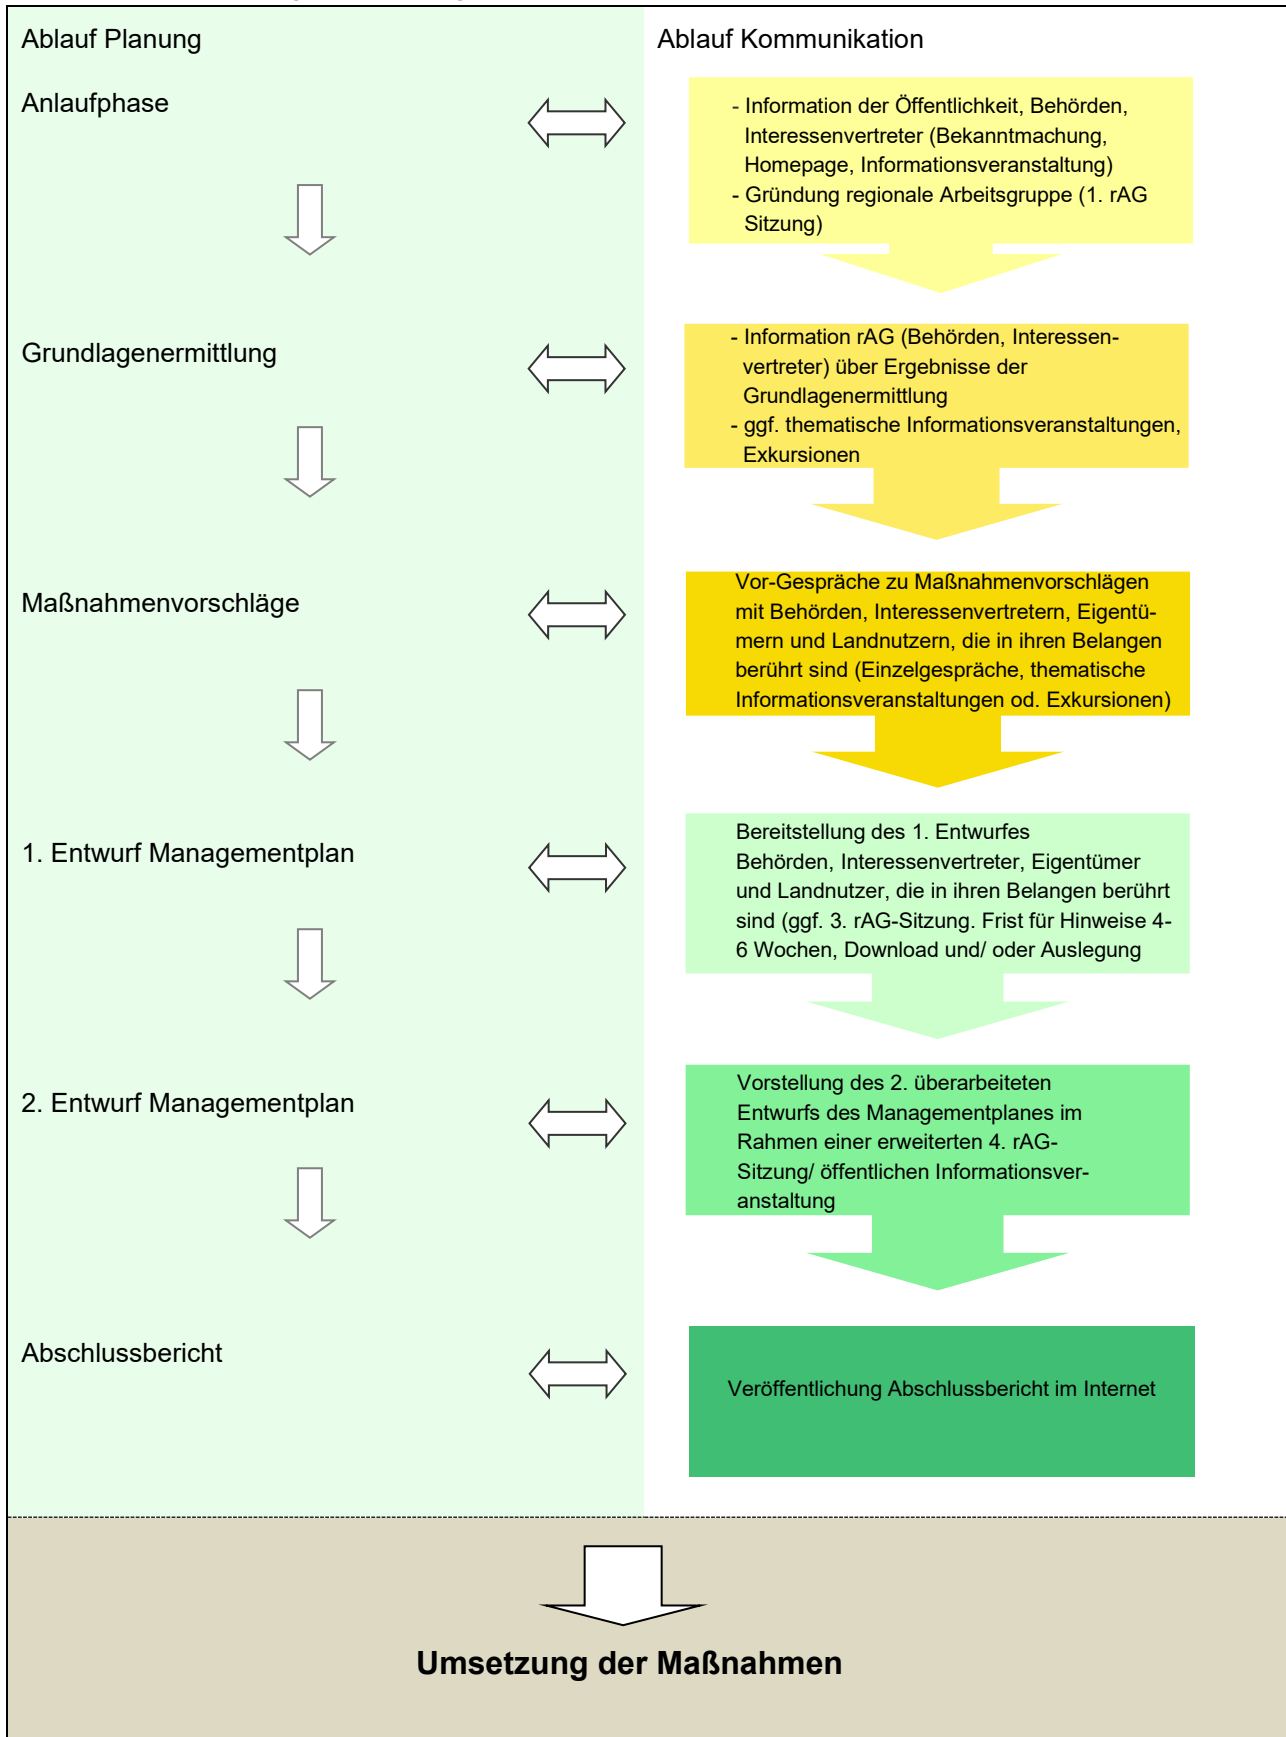 Ablauf Planung
Ablauf Kommunikation
Anlaufphase
- Information der Öffentlichkeit, Behörden,
Interessenvertreter (Bekanntmachung,
Homepage, Informationsveranstaltung)
- Gründung regionale Arbeitsgruppe (1. rAG
Sitzung)
Grundlagenermittlung
- Information rAG (Behörden, Interessen-
vertreter) über Ergebnisse der
Grundlagenermittlung
- ggf. thematische Informationsveranstaltungen,
Exkursionen
Maßnahmenvorschläge
Vor-Gespräche zu Maßnahmenvorschlägen
mit Behörden, Interessenvertretern, Eigentü-
mern und Landnutzern, die in ihren Belangen
berührt sind (Einzelgespräche, thematische
Informationsveranstaltungen od. Exkursionen)
1. Entwurf Managementplan
Bereitstellung des 1. Entwurfes
Behörden, Interessenvertreter, Eigentümer
und Landnutzer, die in ihren Belangen berührt
sind (ggf. 3. rAG-Sitzung. Frist für Hinweise 4-
6 Wochen, Download und/ oder Auslegung
2. Entwurf Managementplan
Vorstellung des 2. überarbeiteten
Entwurfs des Managementplanes im
Rahmen einer erweiterten 4. rAG-
Sitzung/ öffentlichen Informationsver-
anstaltung
Abschlussbericht
Veröffentlichung Abschlussbericht im Internet
Umsetzung der Maßnahmen